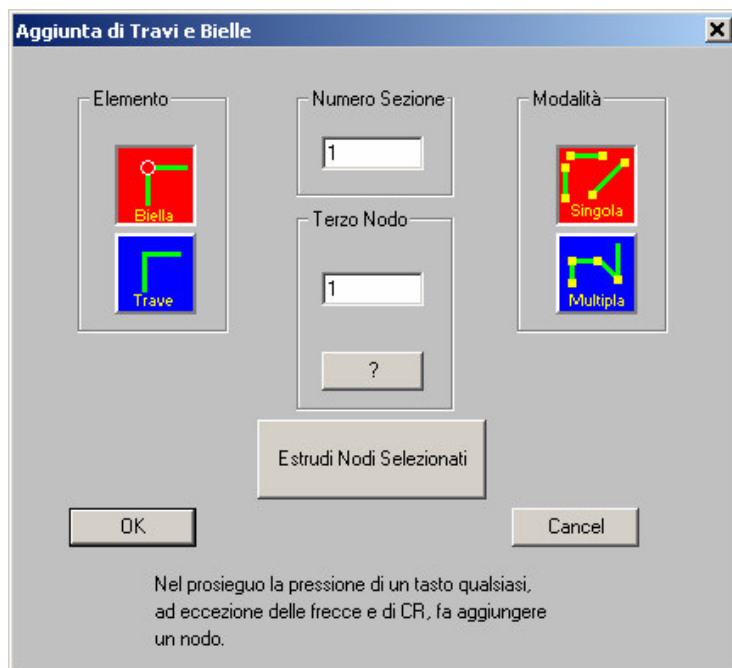 Aggiunta di Travi e Bielle
Elemento
Biella
Trave
Numero Sezione
1
Terzo Nodo
1
?
Modalità
Singola
Multipla
Estrudi Nodi Selezionati
OK
Cancel
Nel prosieguo la pressione di un tasto qualsiasi,
ad eccezione delle frecce e di CR, fa aggiungere
un nodo.